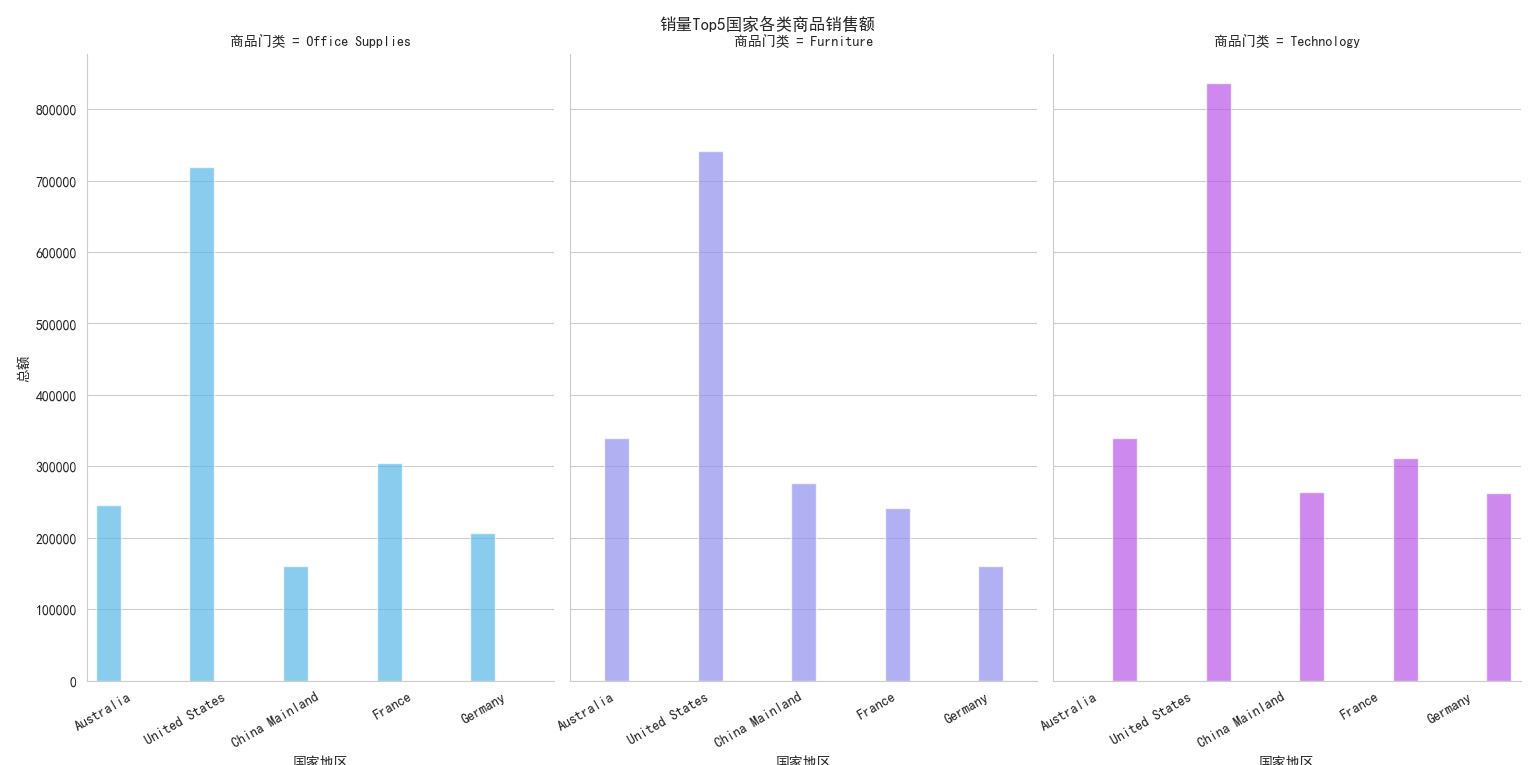 销量Top5国家各类商品销售额
商品门类 = Office Supplies
商品门类 = Furniture
商品门类 = Technology
总额
800000
700000
600000
500000
400000
300000
200000
100000
0
Australia
United States
China Mainland
France
Germany
Australia
United States
China Mainland
France
Germany
Australia
United States
China Mainland
France
Germany
国家地区
国家地区
国家地区